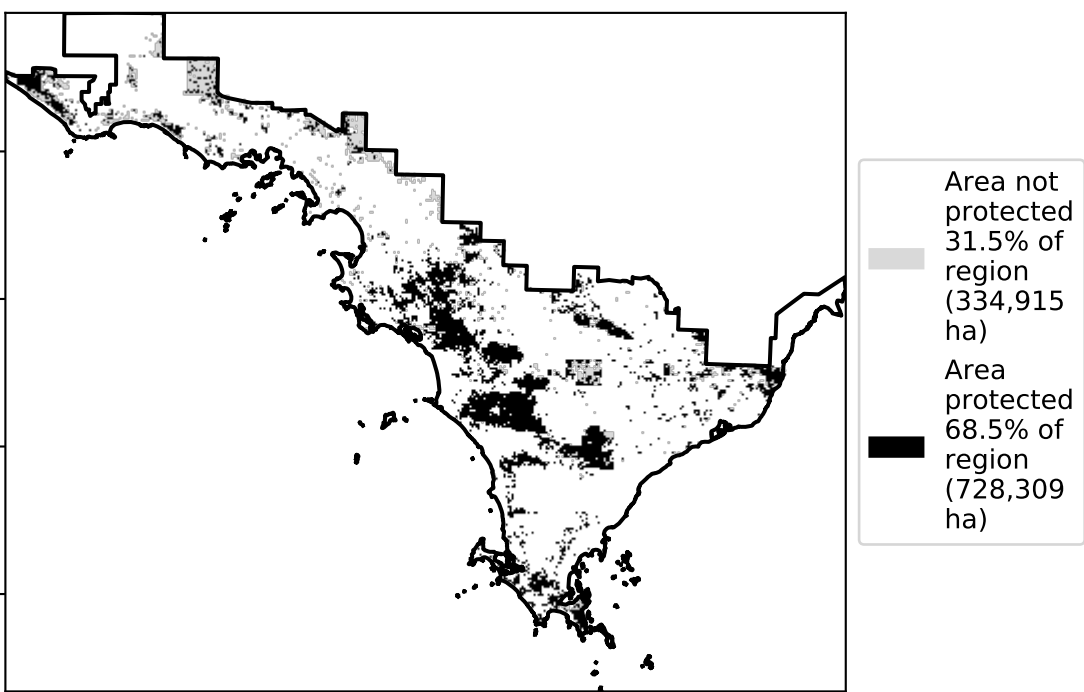 Area not
protected
31.5% of
region
(334,915
ha)
Area
protected
68.5% of
region
(728,309
ha)